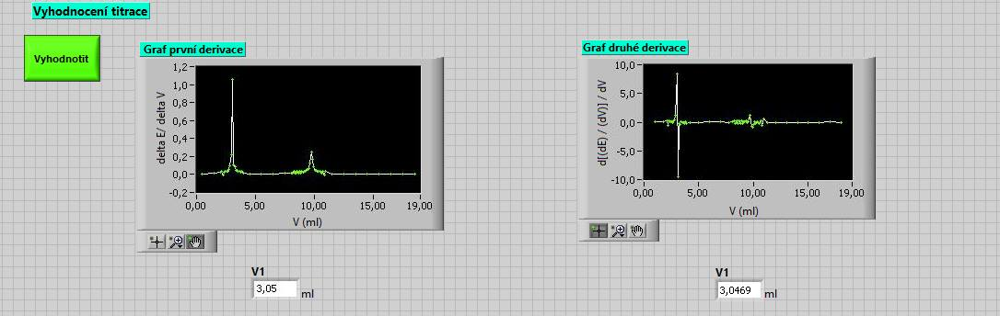 Vyhodnocení titrace
Vyhodnotit
Graf první derivace
delta E/ delta V
1,2
1,0
0,8
0,6
0,4
0,2
0,0
-0,2
0,00
5,00
10,00
15,00
19,00
V (ml)
V1
3,05
ml
Graf druhé derivace
d[(dE) / (dV)] / dV
10,0
5,0
0,0
-5,0
-10,0
0,00
5,00
10,00
15,00
19,00
V (ml)
V1
3,0469
ml